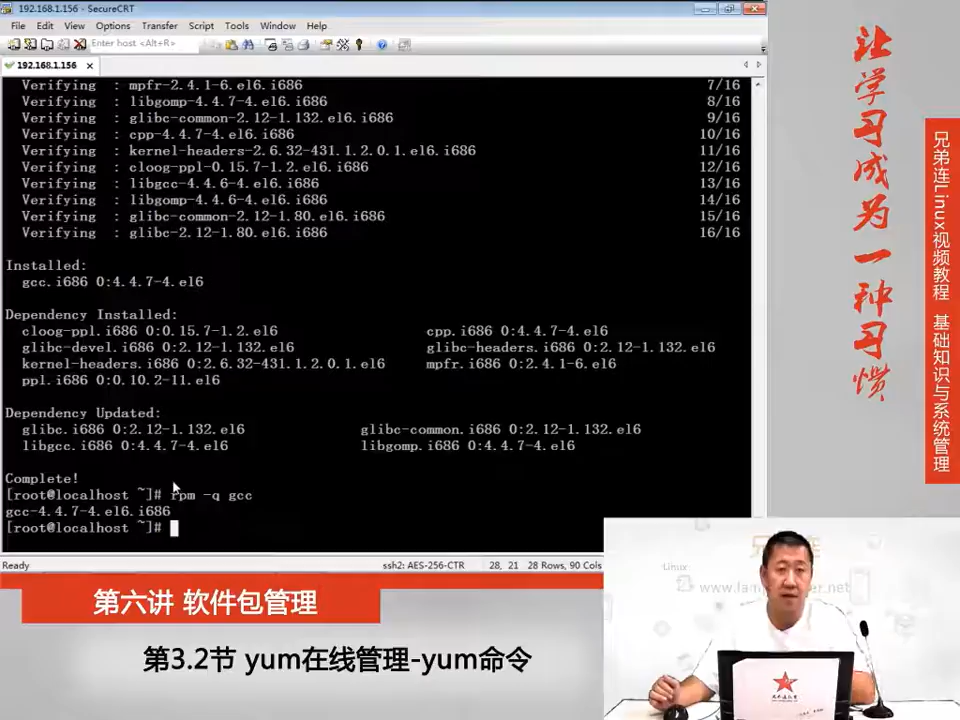 192.168.1.156 - SecureCRT
File Edit View Options Transfer Script Tools Window Help
Enter host <Alt+R>
192.168.1.156
Verifying : mpfr-2.4.1-6.el6.i686 7/16
Verifying : libgomp-4.4.7-4.el6.i686 8/16
Verifying : glibc-common-2.12-1.132.el6.i686 9/16
Verifying : cpp-4.4.7-4.el6.i686 10/16
Verifying : kernel-headers-2.6.32-431.1.2.0.1.el6.i686 11/16
Verifying : cloog-ppl-0.15.7-1.2.el6.i686 12/16
Verifying : libgcc-4.4.6-4.el6.i686 13/16
Verifying : libgomp-4.4.6-4.el6.i686 14/16
Verifying : glibc-common-2.12-1.80.el6.i686 15/16
Verifying : glibc-2.12-1.80.el6.i686 16/16
Installed:
gcc.i686 0:4.4.7-4.el6
Dependency Installed:
cloog-ppl.i686 0:0.15.7-1.2.el6 cpp.i686 0:4.4.7-4.el6
glibc-devel.i686 0:2.12-1.132.el6 glibc-headers.i686 0:2.12-1.132.el6
kernel-headers.i686 0:2.6.32-431.1.2.0.1.el6 mpfr.i686 0:2.4.1-6.el6
ppl.i686 0:0.10.2-11.el6
Dependency Updated:
glibc.i686 0:2.12-1.132.el6 glibc-common.i686 0:2.12-1.132.el6
libgcc.i686 0:4.4.7-4.el6 libgomp.i686 0:4.4.7-4.el6
Complete!
[root@localhost ~]# rpm -q gcc
gcc-4.4.7-4.el6.i686
[root@localhost ~]#
Ready ssh2: AES-256-CTR 28, 21 28 Rows, 90 Cols
让学习成为一种习惯
兄弟连Linux视频教程 基础知识与系统管理
第六讲 软件包管理
第3.2节 yum在线管理-yum命令
Linux